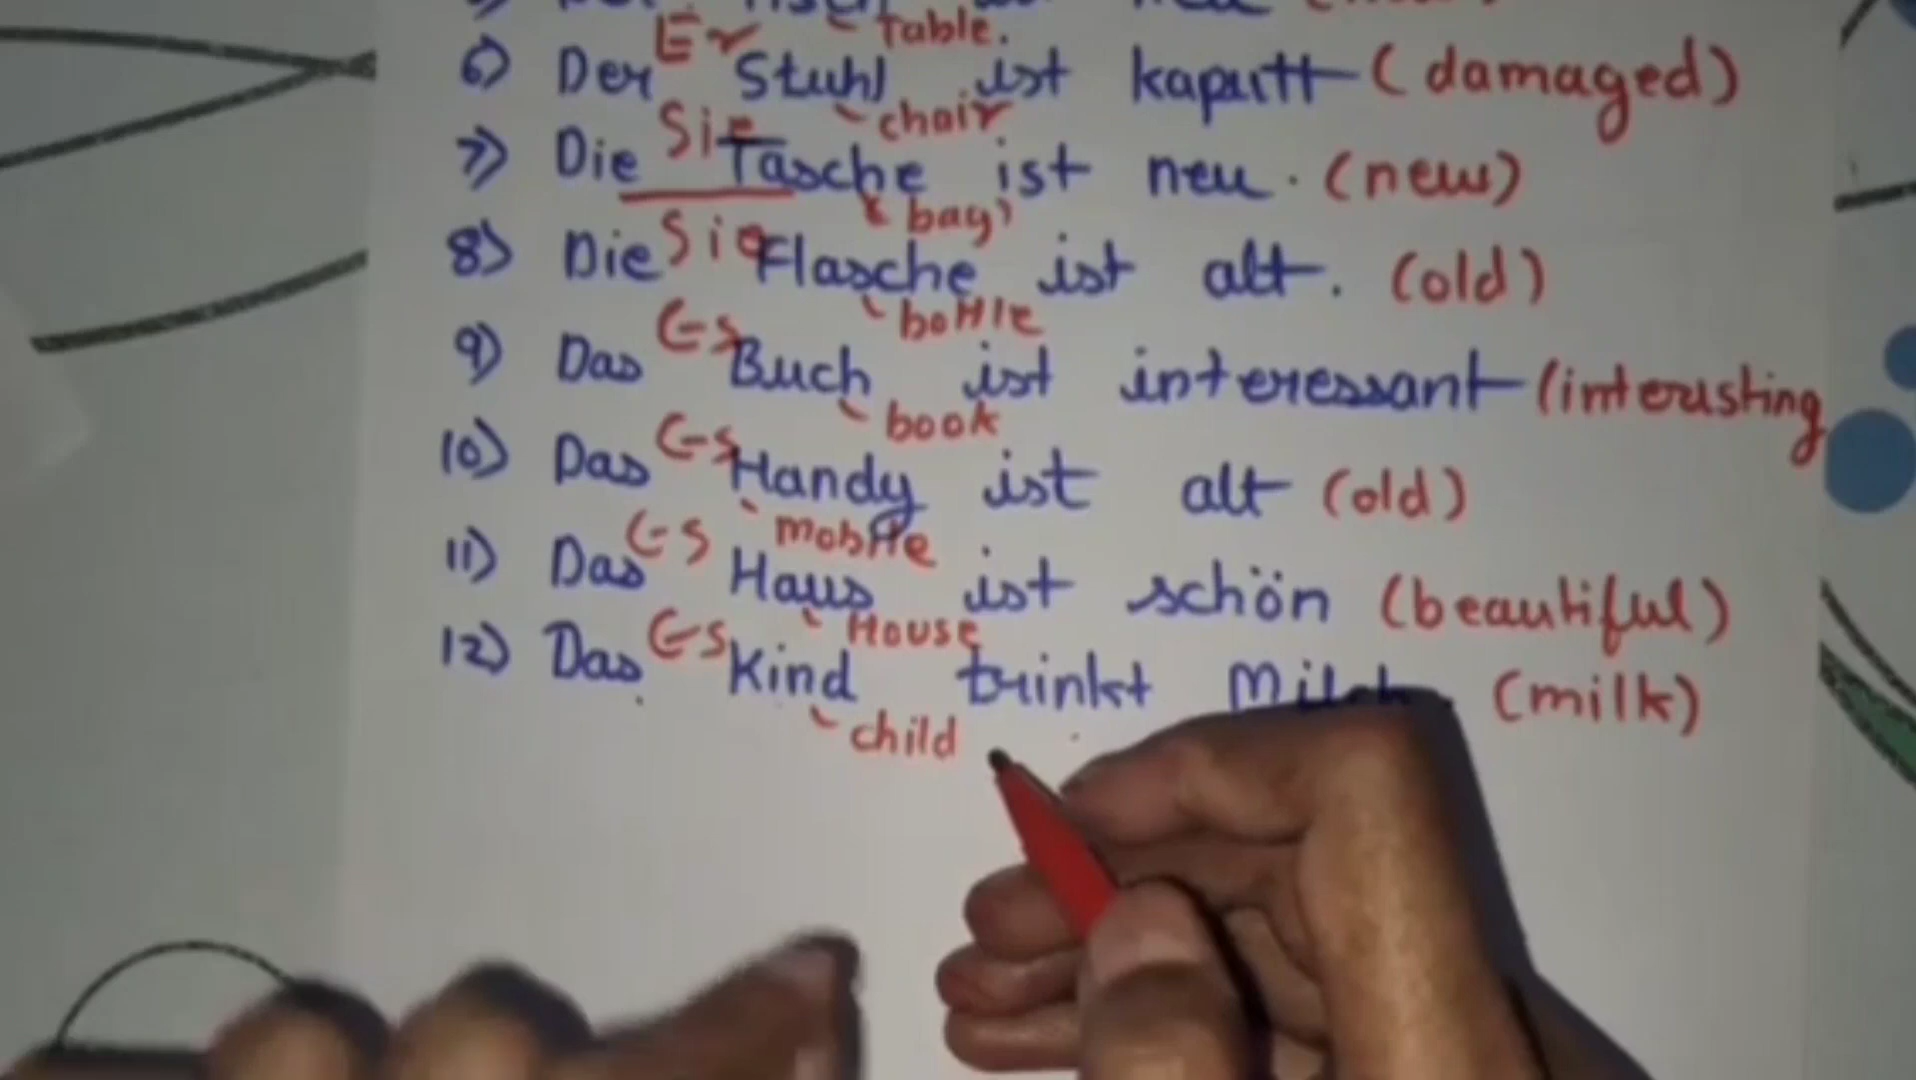 table.
Er
6) Der Stuhl ist kaputt (damaged)
chair
Sie
7) Die Tasche ist neu. (new)
bag
Sie
8) Die Flasche ist alt. (old)
bottle
Es
9) Das Buch ist interessant (interesting
book
Es
10) Das Handy ist alt (old)
mobile
Es
11) Das Haus ist schön (beautiful)
House
Es
12) Das Kind trinkt Milch. (milk)
child